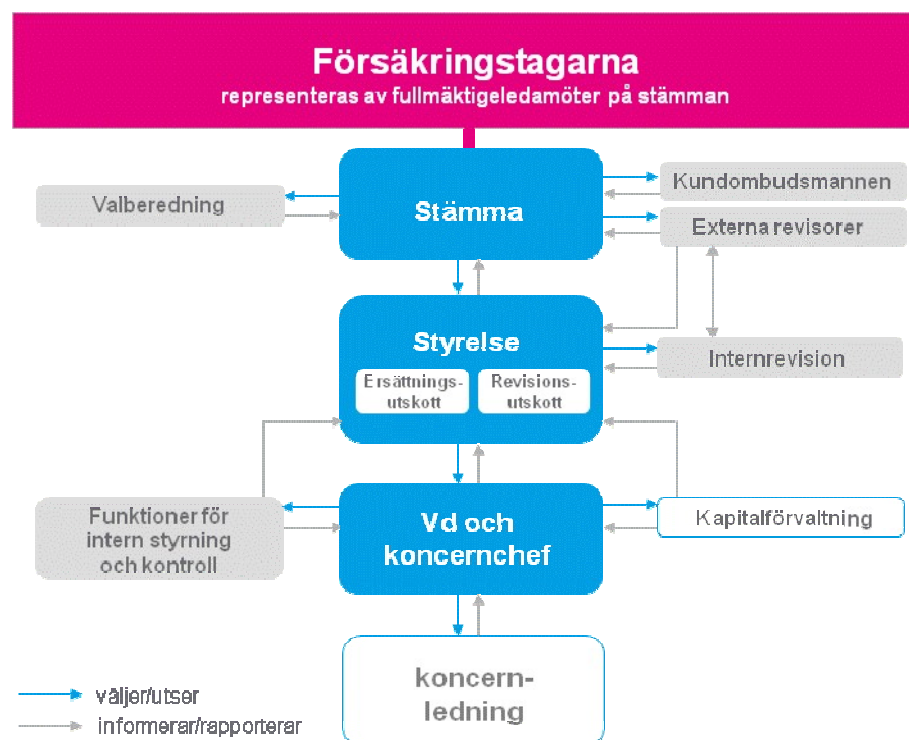 Försäkringstagarna
representeras av fullmäktigeledamöter på stämman
Valberedning
Stämma
Kundombudsmannen
Externa revisorer
Styrelse
Ersättnings-
utskott
Revisions-
utskott
Internrevision
Funktioner för
intern styrning
och kontroll
Vd och
koncernchef
Kapitalförvaltning
koncern-
ledning
väljer/utser
informerar/rapporterar